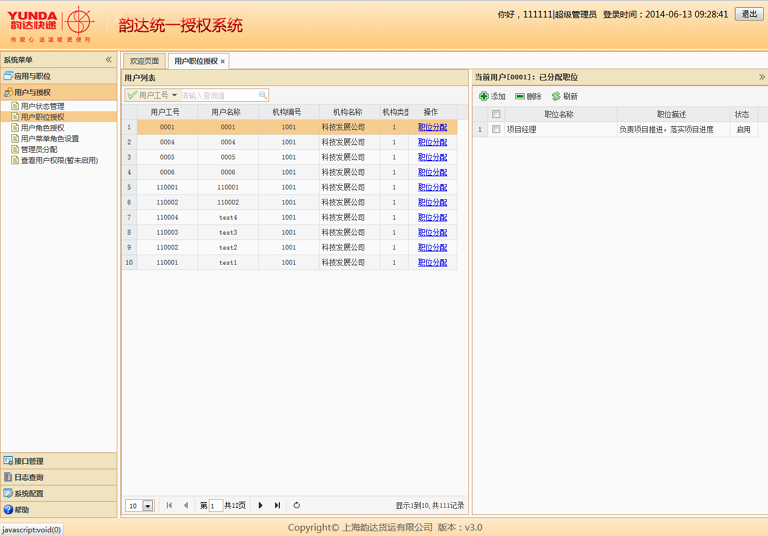 YUNDA
韵达快递
传爱心 送温暖 更便利
韵达统一授权系统
你好，111111|超级管理员 登录时间：2014-06-13 09:28:41 退出
系统菜单
应用与职位
用户与授权
用户状态管理
用户职位授权
用户角色授权
用户菜单角色设置
管理员分配
查看用户权限(暂未启用)
接口管理
日志查询
系统配置
帮助
欢迎页面 用户职位授权
用户列表
用户工号 请输入查询值
用户工号 用户名称 机构编号 机构名称 机构类型 操作
1 0001 0001 1001 科技发展公司 1 职位分配
2 0004 0004 1001 科技发展公司 1 职位分配
3 0005 0005 1001 科技发展公司 1 职位分配
4 0006 0006 1001 科技发展公司 1 职位分配
5 110001 110001 1001 科技发展公司 1 职位分配
6 110002 110002 1001 科技发展公司 1 职位分配
7 110004 test4 1001 科技发展公司 1 职位分配
8 110003 test3 1001 科技发展公司 1 职位分配
9 110002 test2 1001 科技发展公司 1 职位分配
10 110001 test1 1001 科技发展公司 1 职位分配
10 第 1 共12页 显示1到10,共111记录
当前用户[0001]：已分配职位
添加 删除 刷新
职位名称 职位描述 状态
1 项目经理 负责项目推进，落实项目进度 启用
Copyright© 上海韵达货运有限公司 版本：v3.0
javascript:void(0)